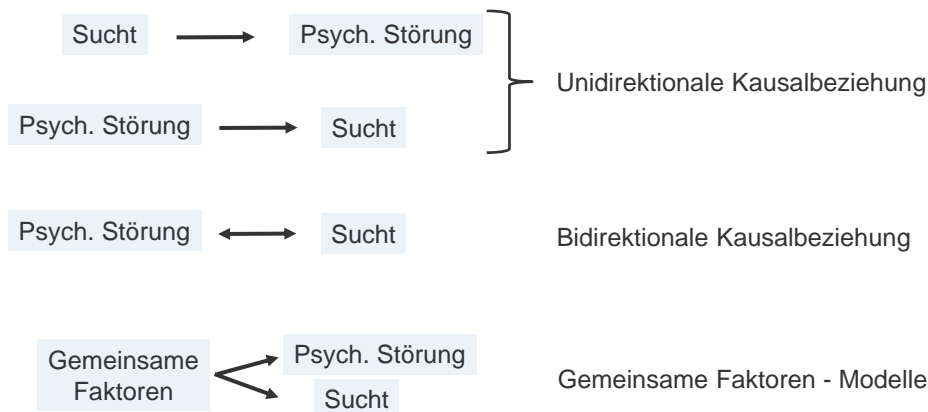 Sucht
Psych. Störung
Unidirektionale Kausalbeziehung
Psych. Störung
Sucht
Psych. Störung
Sucht
Bidirektionale Kausalbeziehung
Gemeinsame
Faktoren
Psych. Störung
Sucht
Gemeinsame Faktoren - Modelle